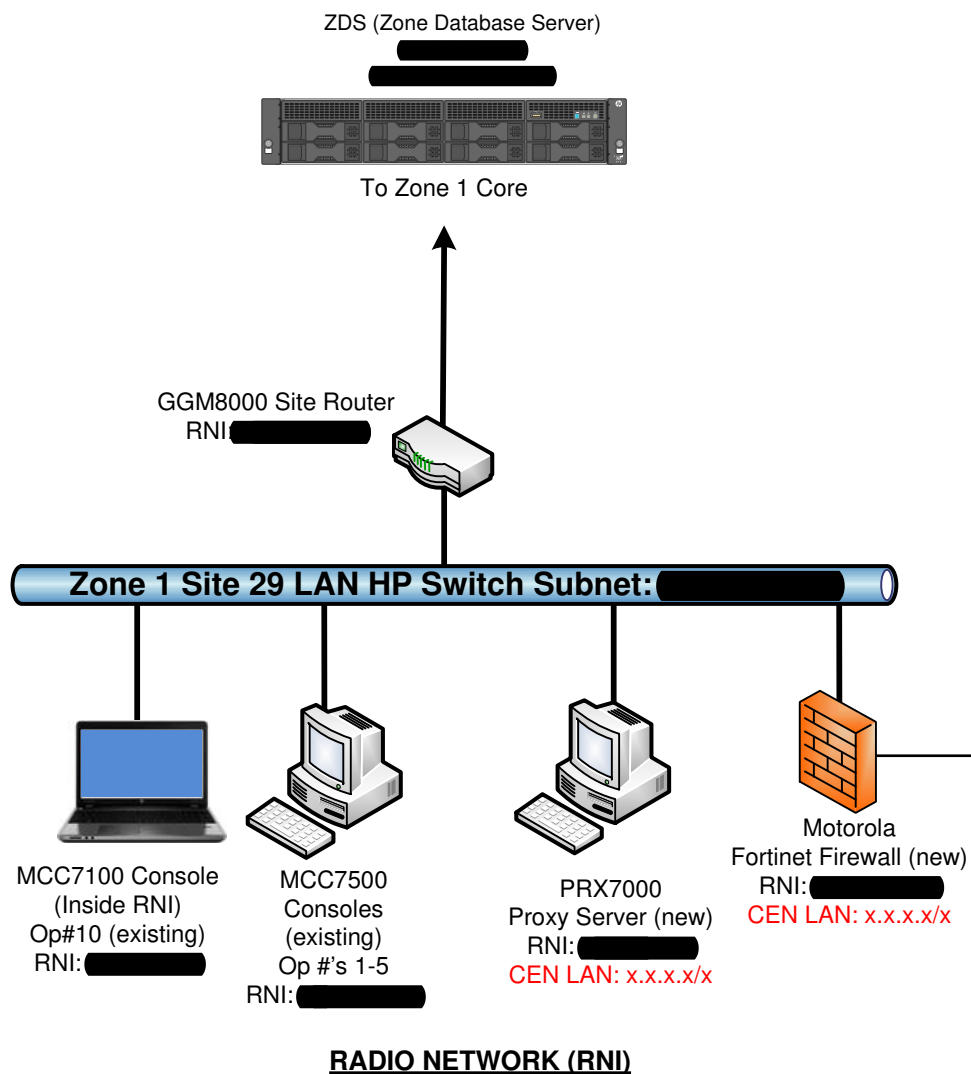 ZDS (Zone Database Server)
To Zone 1 Core
GGM8000 Site Router
RNI:
Zone 1 Site 29 LAN HP Switch Subnet:
MCC7100 Console
(Inside RNI)
Op#10 (existing)
RNI:
MCC7500
Consoles
(existing)
Op #'s 1-5
RNI:
PRX7000
Proxy Server (new)
RNI:
CEN LAN: x.x.x.x/x
Motorola
Fortinet Firewall (new)
RNI:
CEN LAN: x.x.x.x/x
RADIO NETWORK (RNI)